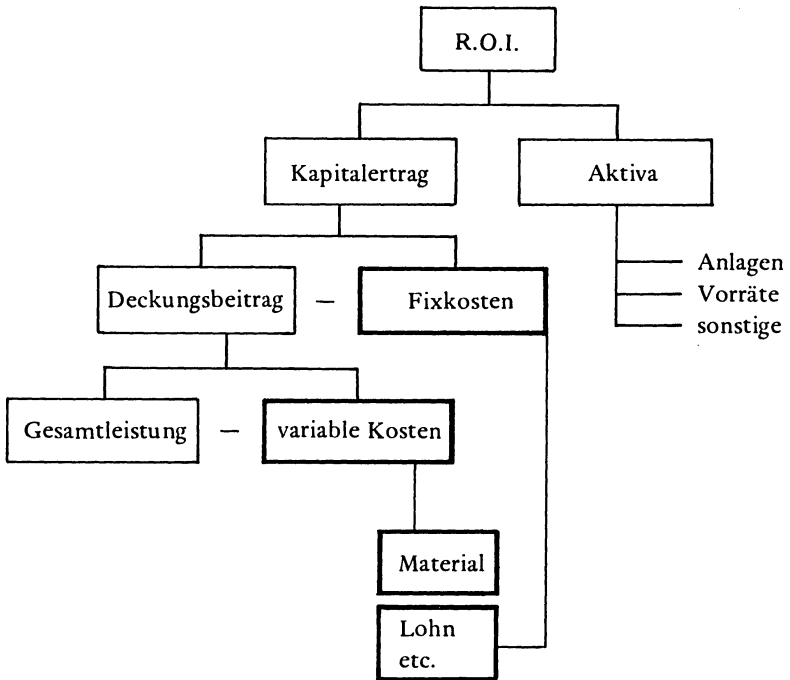 R.O.I.
Kapitalertrag
Aktiva
Anlagen
Vorräte
sonstige
Deckungsbeitrag – Fixkosten
Gesamtleistung – variable Kosten
Material
Lohn
etc.